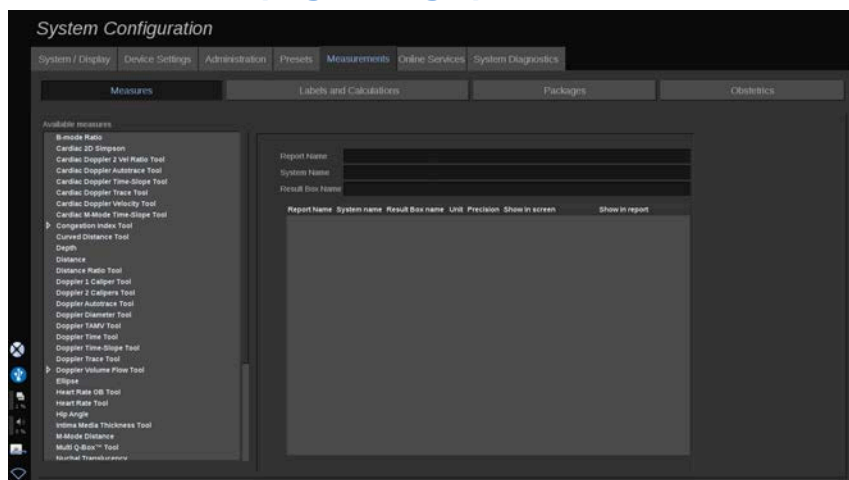 System Configuration
System / Display Device Settings Administration Presets Measurements Online Services System Diagnostics
Measures Labels and Calculations Packages Obstetrics
Available measures
B-mode Ratio
Cardiac 2D Simpson
Cardiac Doppler 2 Vel Ratio Tool
Cardiac Doppler Autotrace Tool
Cardiac Doppler Time-Slope Tool
Cardiac Doppler Trace Tool
Cardiac Doppler Velocity Tool
Cardiac M-Mode Time-Slope Tool
Congestion Index Tool
Curved Distance Tool
Depth
Distance
Distance Ratio Tool
Doppler 1 Caliper Tool
Doppler 2 Calipers Tool
Doppler Autotrace Tool
Doppler Diameter Tool
Doppler TAMV Tool
Doppler Time Tool
Doppler Time-Slope Tool
Doppler Trace Tool
Doppler Volume Flow Tool
Ellipse
Heart Rate OB Tool
Heart Rate Tool
Hip Angle
Intima Media Thickness Tool
M-Mode Distance
Multi Q-Box™ Tool
Nuchal Translucency
Report Name
System Name
Result Box Name
Report Name System name Result Box name Unit Precision Show in screen Show in report